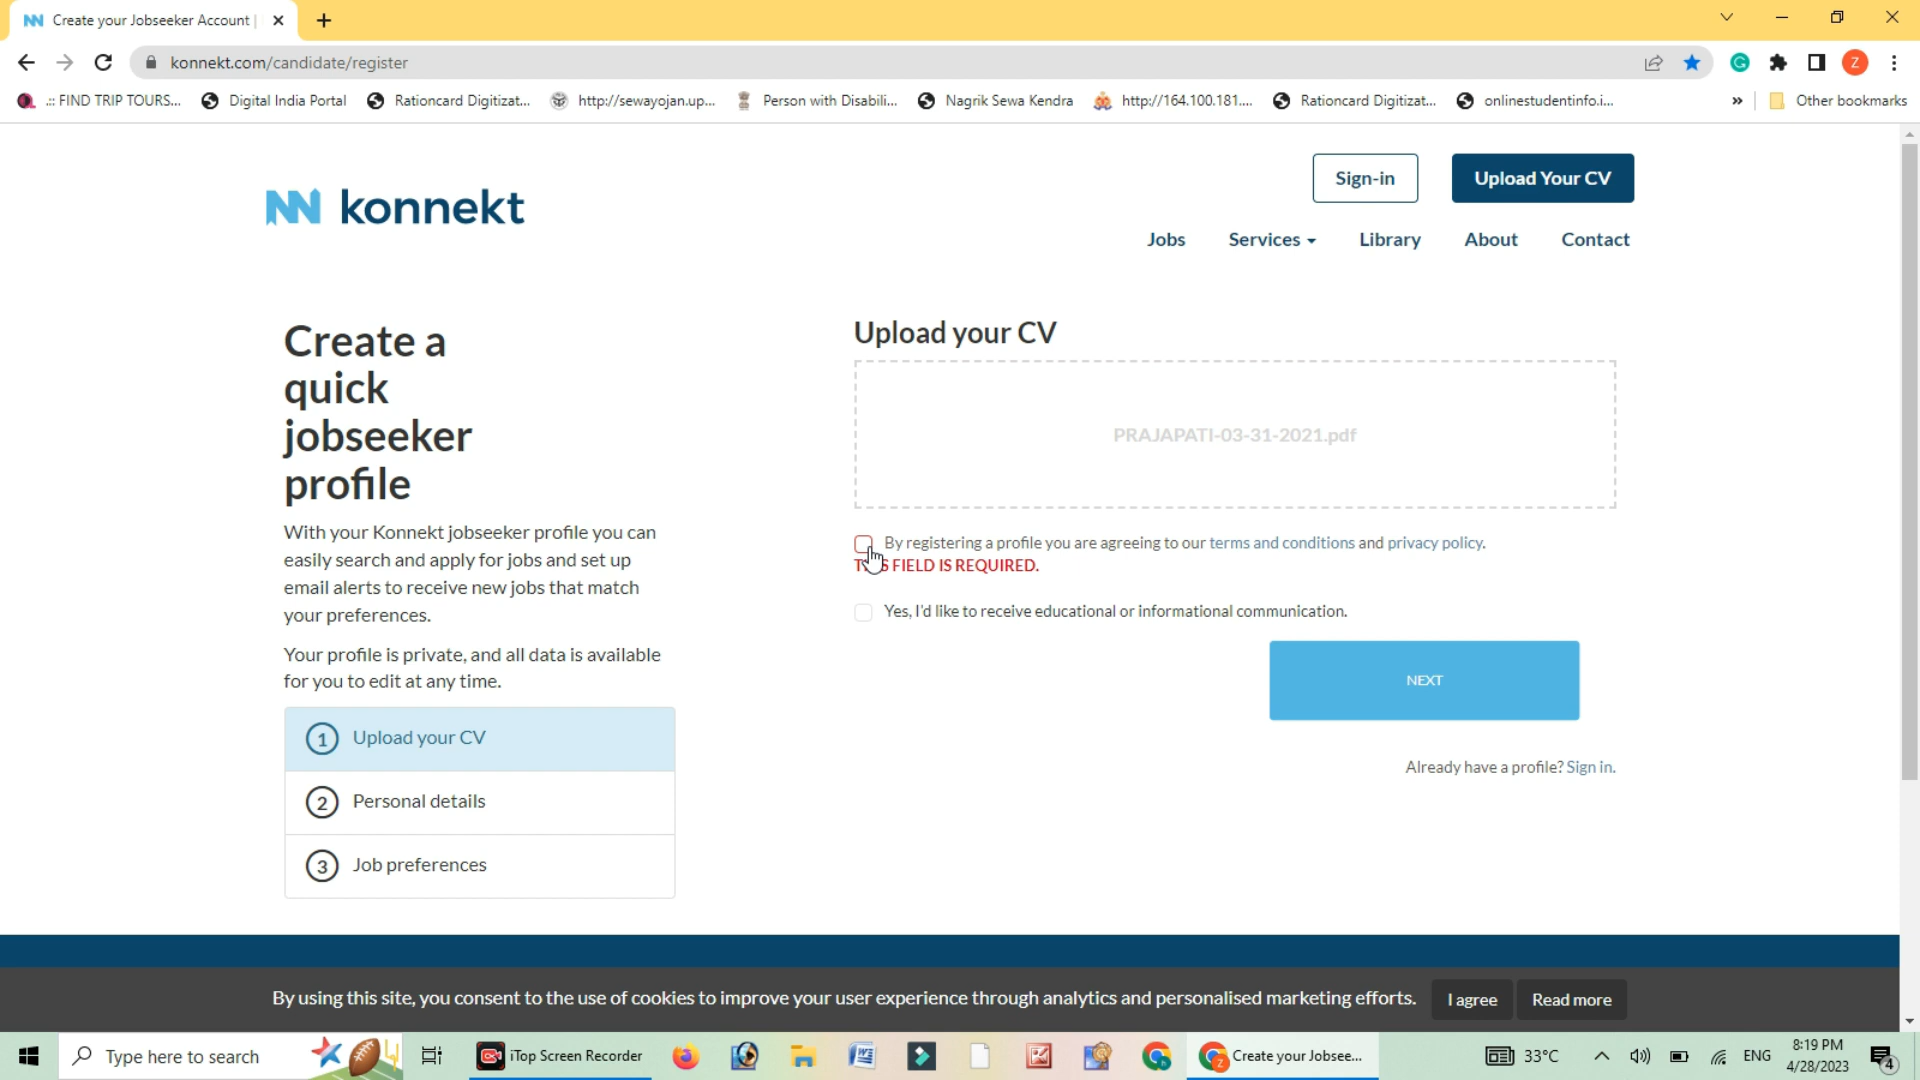 Create your Jobseeker Account |
konnekt.com/candidate/register
Z
.:: FIND TRIP TOURS...
Digital India Portal
Rationcard Digitizat...
http://sewayojan.up...
Person with Disabili...
Nagrik Sewa Kendra
http://164.100.181....
Rationcard Digitizat...
onlinestudentinfo.i...
»
Other bookmarks
konnekt
Sign-in
Upload Your CV
Jobs
Services
Library
About
Contact
Create a
quick
jobseeker
profile
With your Konnekt jobseeker profile you can
easily search and apply for jobs and set up
email alerts to receive new jobs that match
your preferences.
Your profile is private, and all data is available
for you to edit at any time.
1 Upload your CV
2 Personal details
3 Job preferences
Upload your CV
PRAJAPATI-03-31-2021.pdf
By registering a profile you are agreeing to our terms and conditions and privacy policy.
FIELD IS REQUIRED.
Yes, I'd like to receive educational or informational communication.
NEXT
Already have a profile? Sign in.
By using this site, you consent to the use of cookies to improve your user experience through analytics and personalised marketing efforts.
I agree
Read more
Type here to search
iTop Screen Recorder
Create your Jobsee...
33°C
ENG
8:19 PM
4/28/2023
4